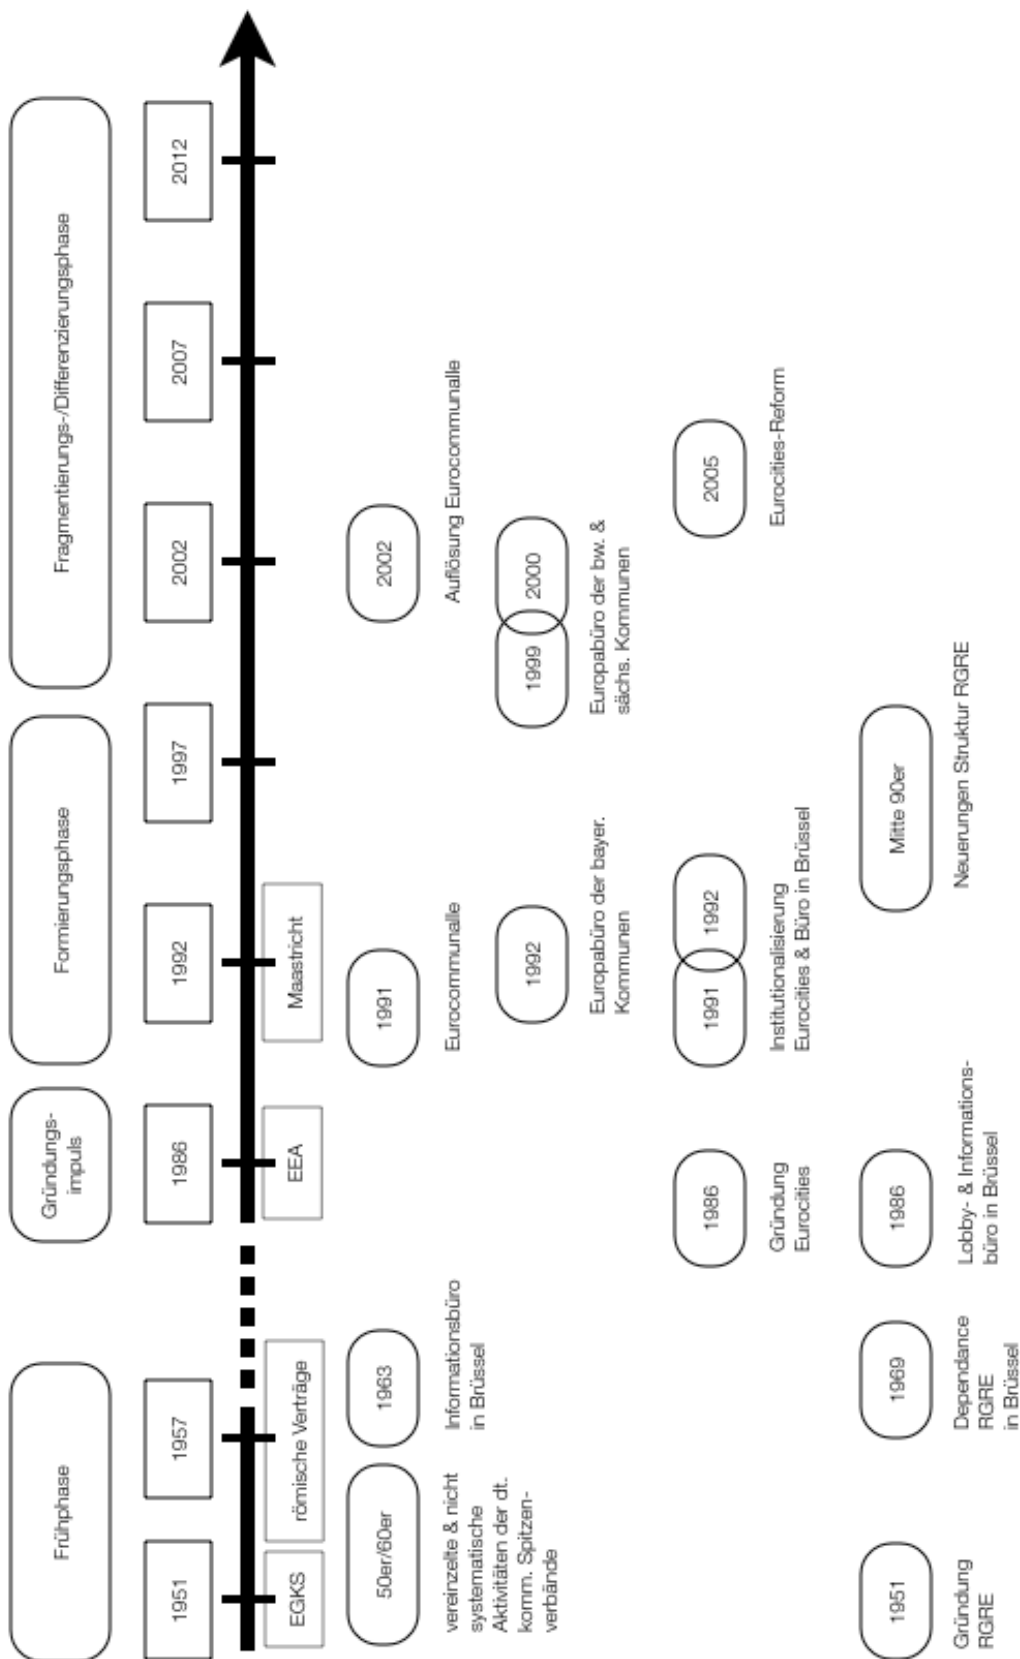 Frühphase
Gründungs-
impuls
Formierungsphase
Fragmentierungs-/Differenzierungsphase
1951
1957
1986
1992
1997
2002
2007
2012
EGKS
römische Verträge
EEA
Maastricht
50er/60er
vereinzelte & nicht
systematische
Aktivitäten der dt.
komm. Spitzen-
verbände
1963
Informationsbüro
in Brüssel
1991
Eurocommunalle
2002
Auflösung Eurocommunalle
1992
Europabüro der bayer.
Kommunen
1999
2000
Europabüro der bw. &
sächs. Kommunen
1986
Gründung
Eurocities
1991
1992
Institutionalisierung
Eurocities & Büro in Brüssel
2005
Eurocities-Reform
1951
Gründung
RGRE
1969
Dependance
RGRE
in Brüssel
1986
Lobby- & Informations-
büro in Brüssel
Mitte 90er
Neuerungen Struktur RGRE